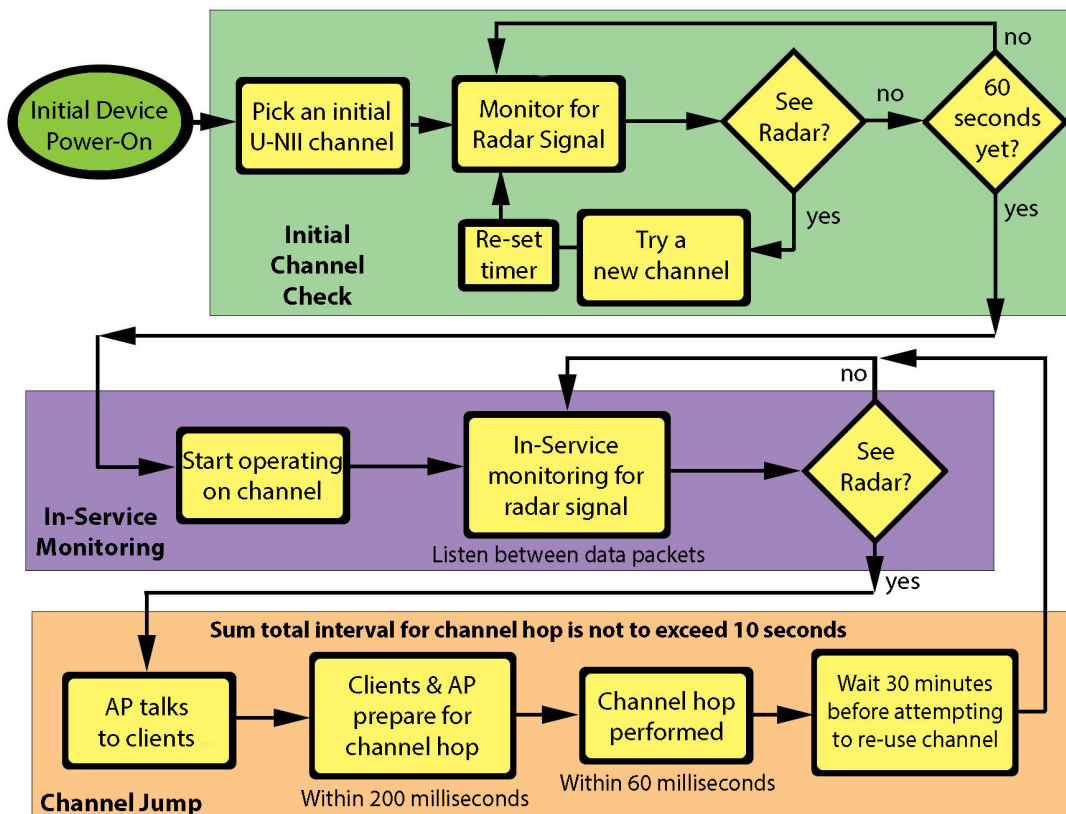 Initial Device
Power-On
Pick an initial
U-NII channel
Monitor for
Radar Signal
See
Radar?
no
60
seconds
yet?
no
yes
yes
Try a
new channel
Re-set
timer
Initial
Channel
Check
Start operating
on channel
In-Service
monitoring for
radar signal
Listen between data packets
See
Radar?
no
yes
In-Service
Monitoring
Sum total interval for channel hop is not to exceed 10 seconds
AP talks
to clients
Clients & AP
prepare for
channel hop
Within 200 milliseconds
Channel hop
performed
Within 60 milliseconds
Wait 30 minutes
before attempting
to re-use channel
Channel Jump